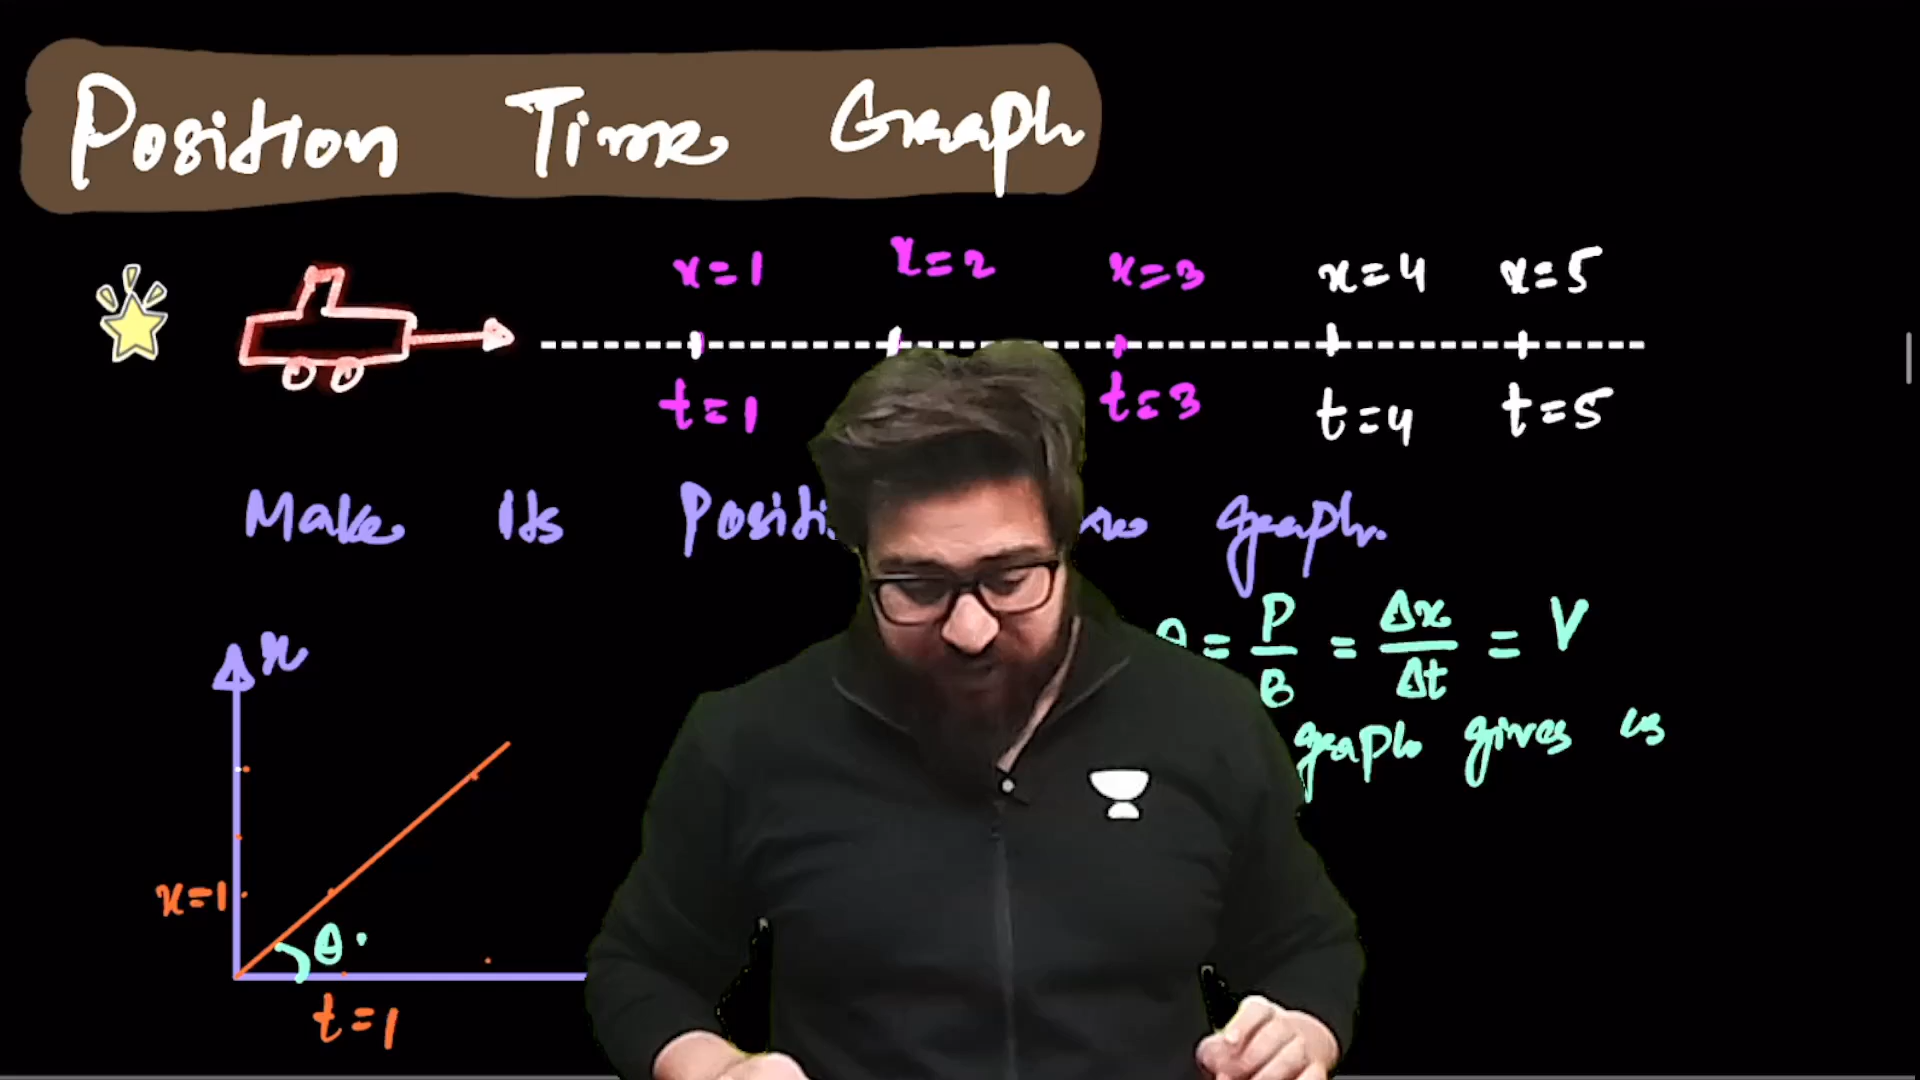 Position Time Graph
x=1 x=2 x=3 x=4 x=5
t=1 t=3 t=4 t=5
Make Its graph.
= P/B = Δx/Δt = V
graph gives us
x
x=1
θ
t=1